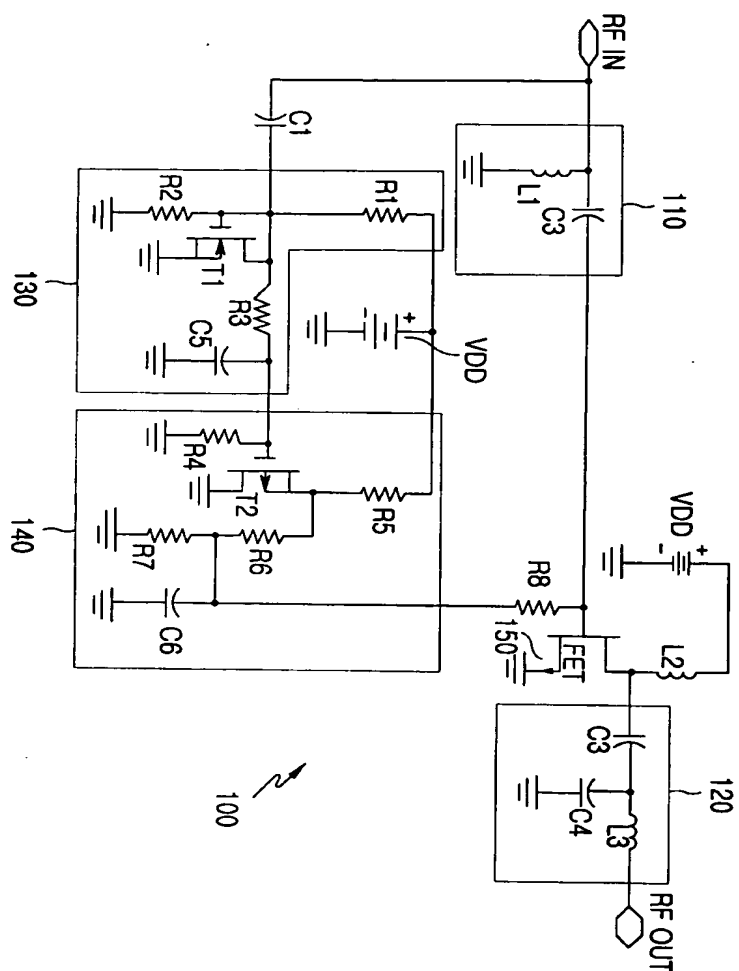 RF IN
110
L1
C3
C1
R1
R2
T1
R3
C5
130
VDD
+
-
R4
T2
R5
R6
R7
C6
140
R8
150
FET
VDD
+
-
L2
C3
C4
L3
120
RF OUT
100